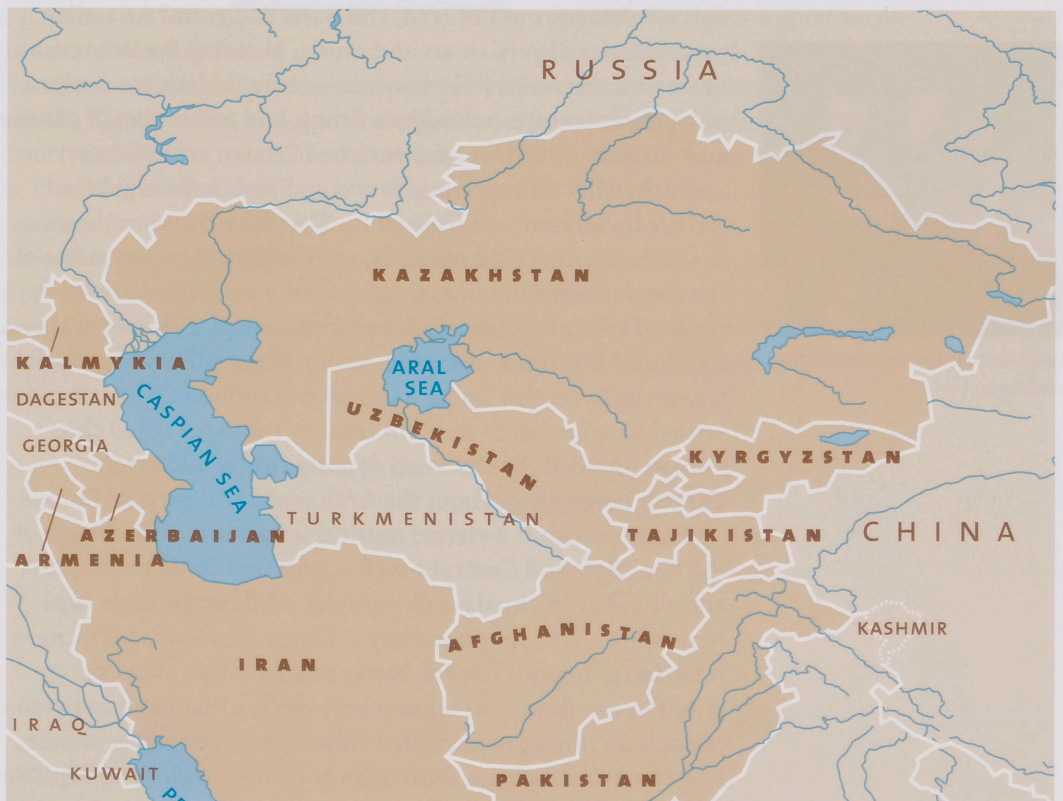 RUSSIA
KAZAKHSTAN
KALMYKIA
ARAL
SEA
DAGESTAN
CASPIAN SEA
UZBEKISTAN
GEORGIA
KYRGYZSTAN
TURKMENISTAN
AZERBAIJAN
TAJIKISTAN
CHINA
ARMENIA
AFGHANISTAN
KASHMIR
IRAN
IRAQ
KUWAIT
PAKISTAN